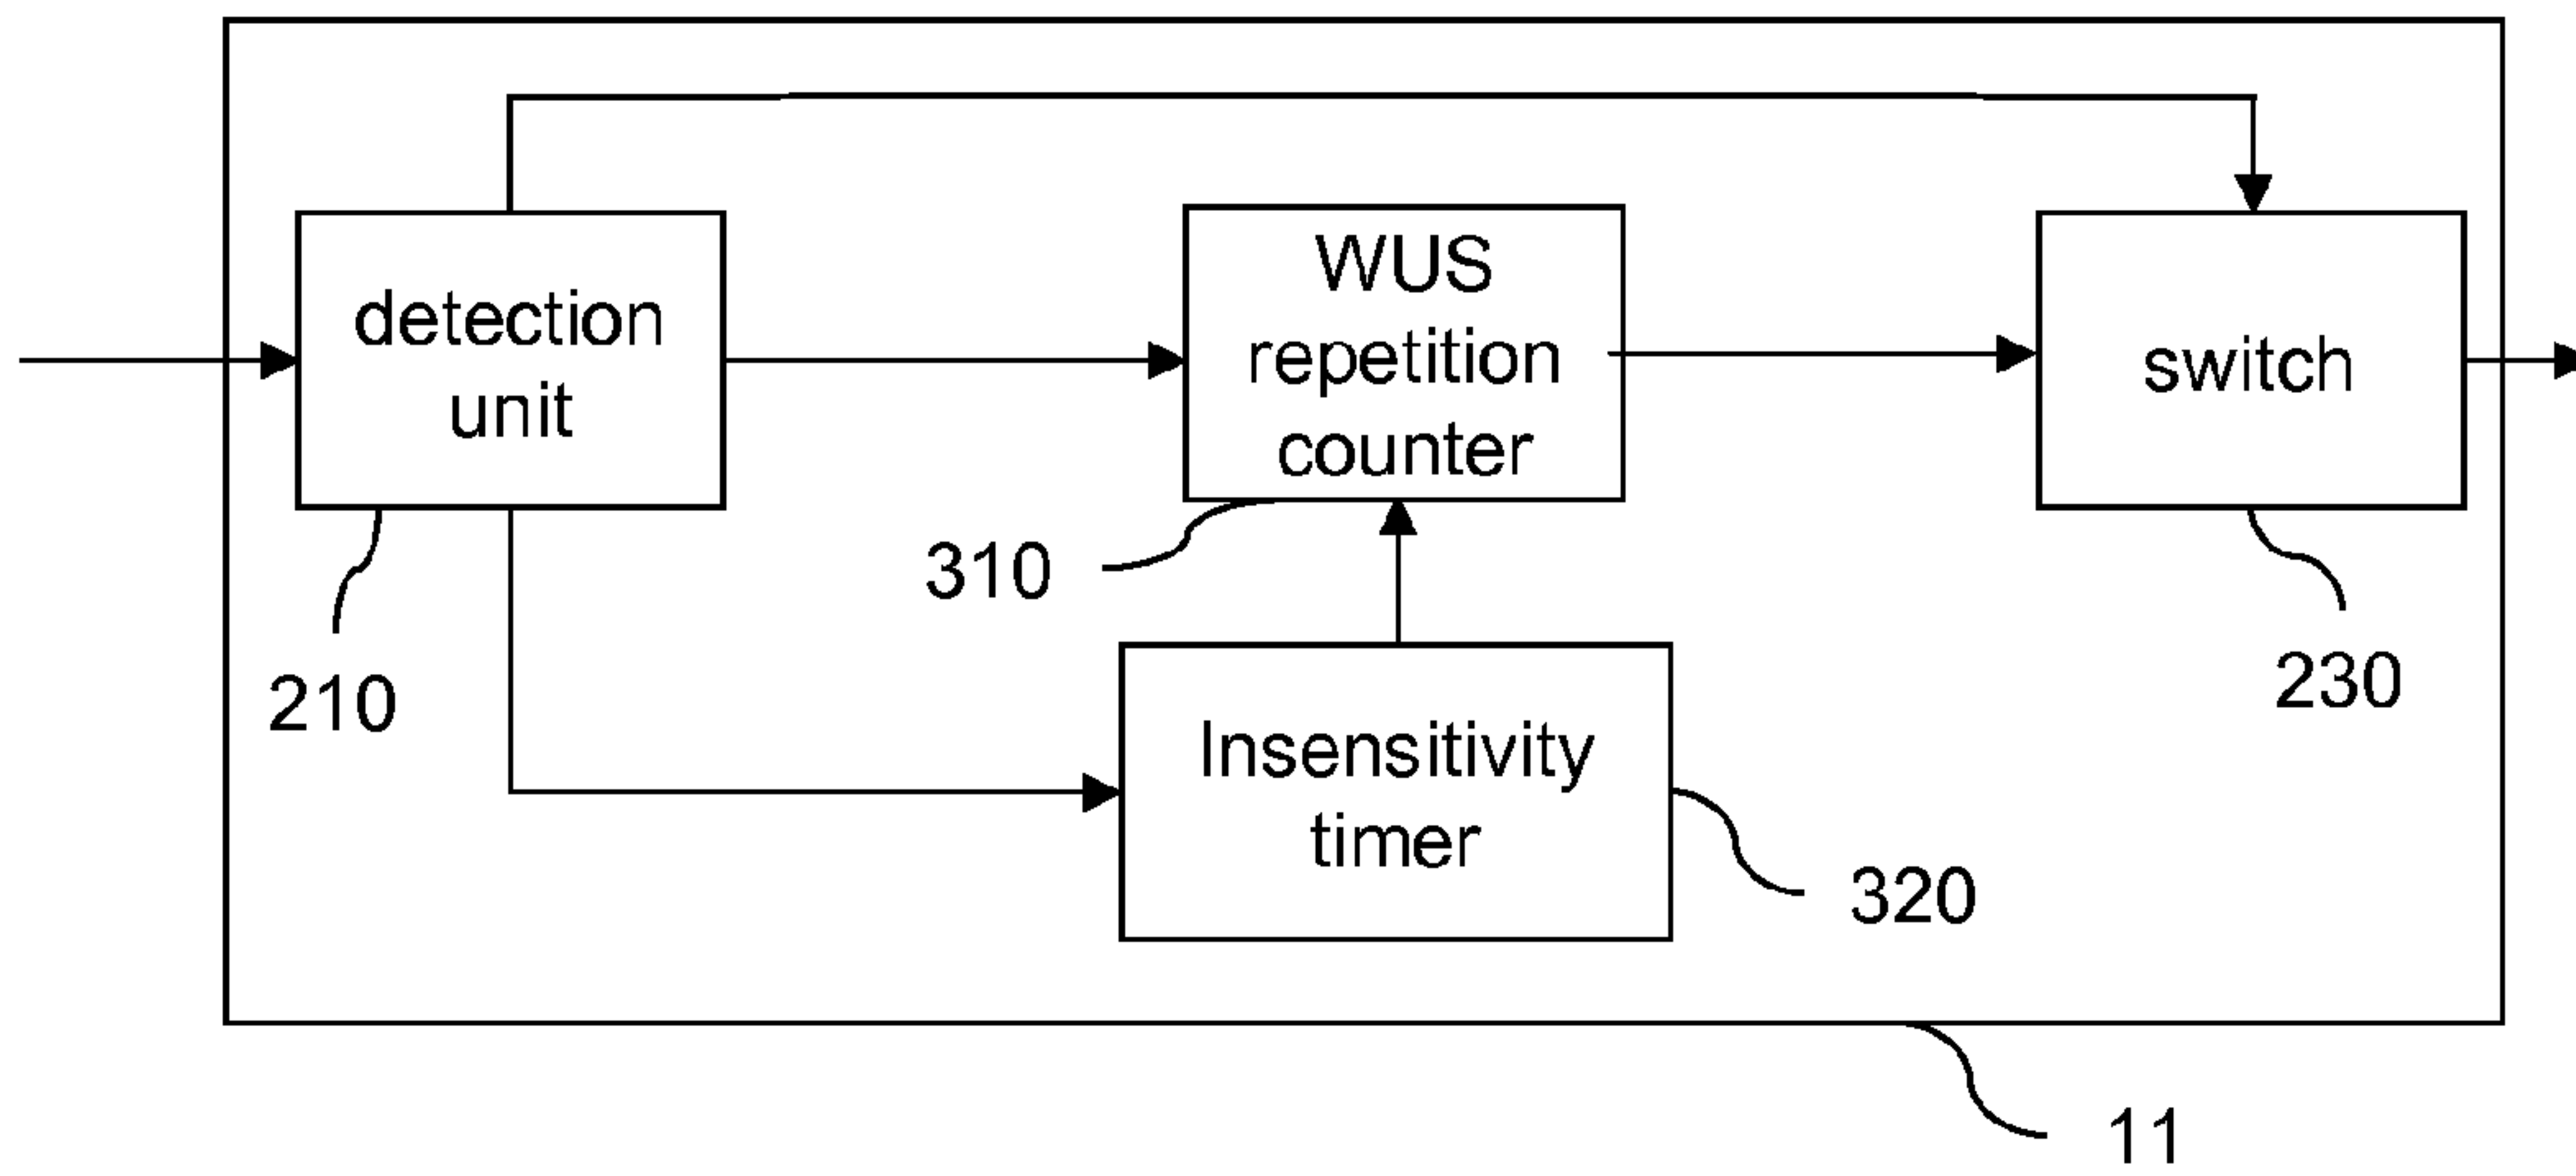 detection
unit
WUS
repetition
counter
switch
310
210
230
Insensitivity
timer
320
11